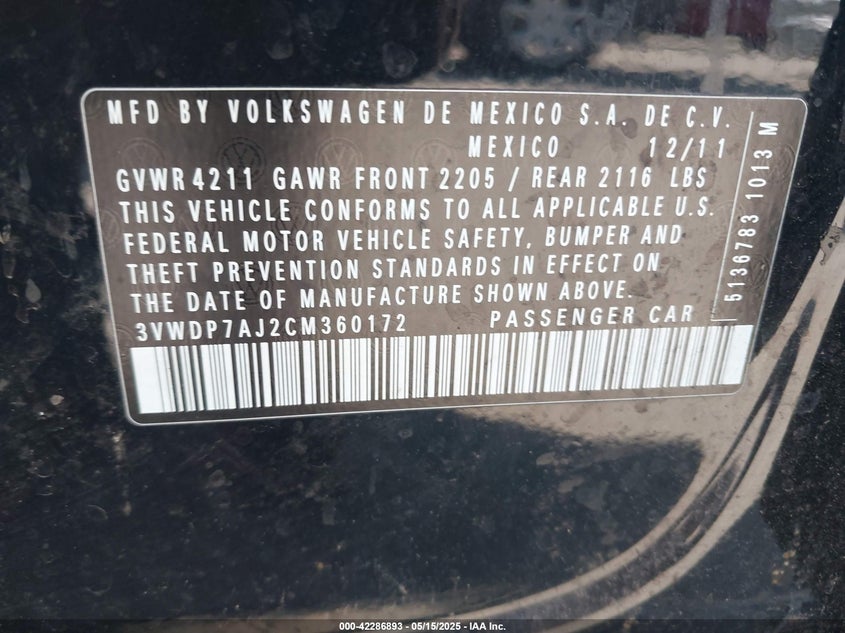 MFD BY VOLKSWAGEN DE MEXICO S.A. DE C.V.
MEXICO 12/11
GVWR 4211 GAWR FRONT 2205 / REAR 2116 LBS
THIS VEHICLE CONFORMS TO ALL APPLICABLE U.S.
FEDERAL MOTOR VEHICLE SAFETY, BUMPER AND
THEFT PREVENTION STANDARDS IN EFFECT ON
THE DATE OF MANUFACTURE SHOWN ABOVE.
3VWDP7AJ2CM360172 PASSENGER CAR
5136783 1013 M
000-42286893 - 05/15/2025 - IAA Inc.